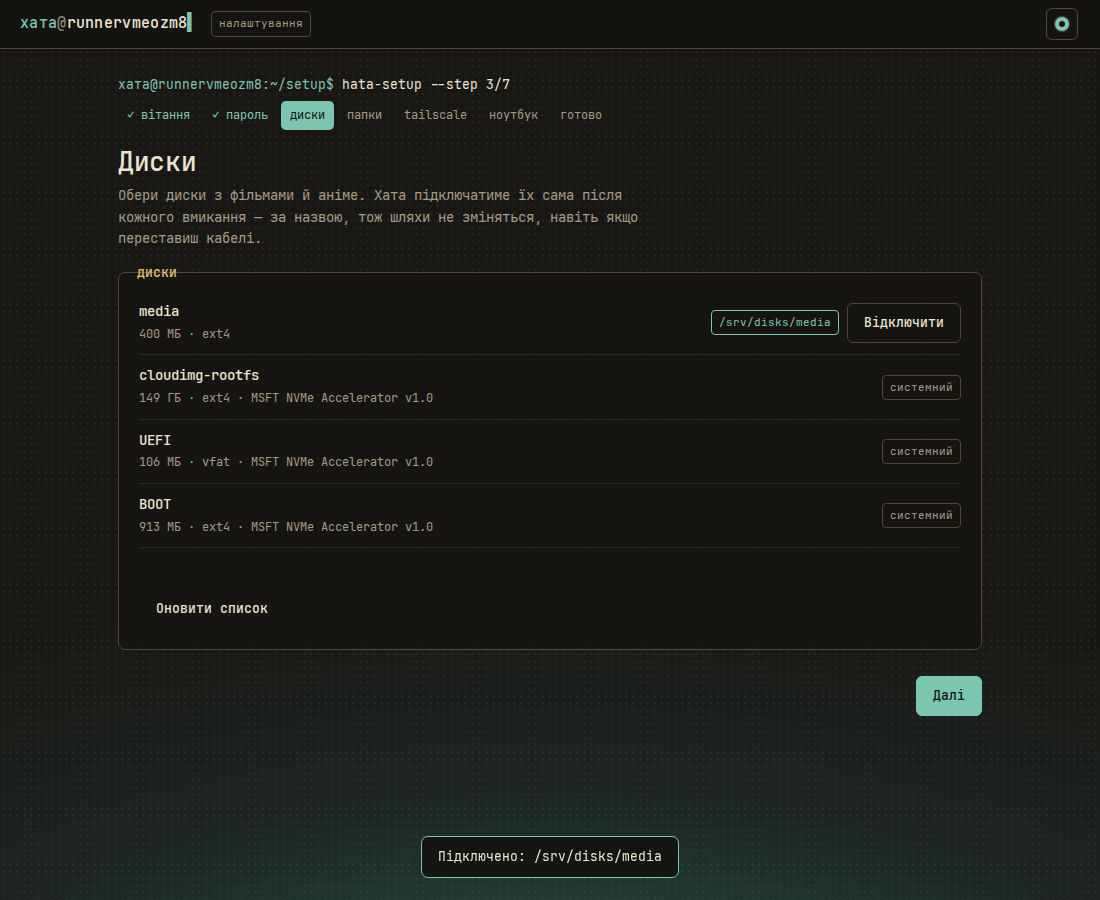 хата@runnervmeozm8 налаштування
хата@runnervmeozm8:~/setup$ hata-setup --step 3/7
✓ вітання ✓ пароль диски папки tailscale ноутбук готово
Диски
Обери диски з фільмами й аніме. Хата підключатиме їх сама після
кожного вмикання — за назвою, тож шляхи не зміняться, навіть якщо
переставиш кабелі.
диски
media
400 МБ · ext4
/srv/disks/media Відключити
cloudimg-rootfs
149 ГБ · ext4 · MSFT NVMe Accelerator v1.0
системний
UEFI
106 МБ · vfat · MSFT NVMe Accelerator v1.0
системний
BOOT
913 МБ · ext4 · MSFT NVMe Accelerator v1.0
системний
Оновити список
Далі
Підключено: /srv/disks/media